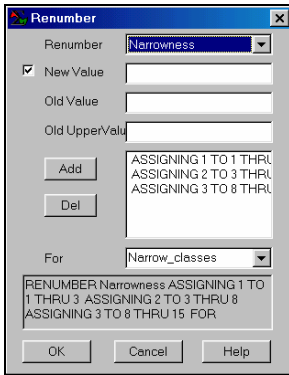 Renumber
Renumber Narrowness
New Value
Old Value
Old UpperValu
Add
Del
ASSIGNING 1 TO 1 THRU
ASSIGNING 2 TO 3 THRU
ASSIGNING 3 TO 8 THRU
For Narrow_classes
RENUMBER Narrowness ASSIGNING 1 TO
1 THRU 3 ASSIGNING 2 TO 3 THRU 8
ASSIGNING 3 TO 8 THRU 15 FOR
OK Cancel Help